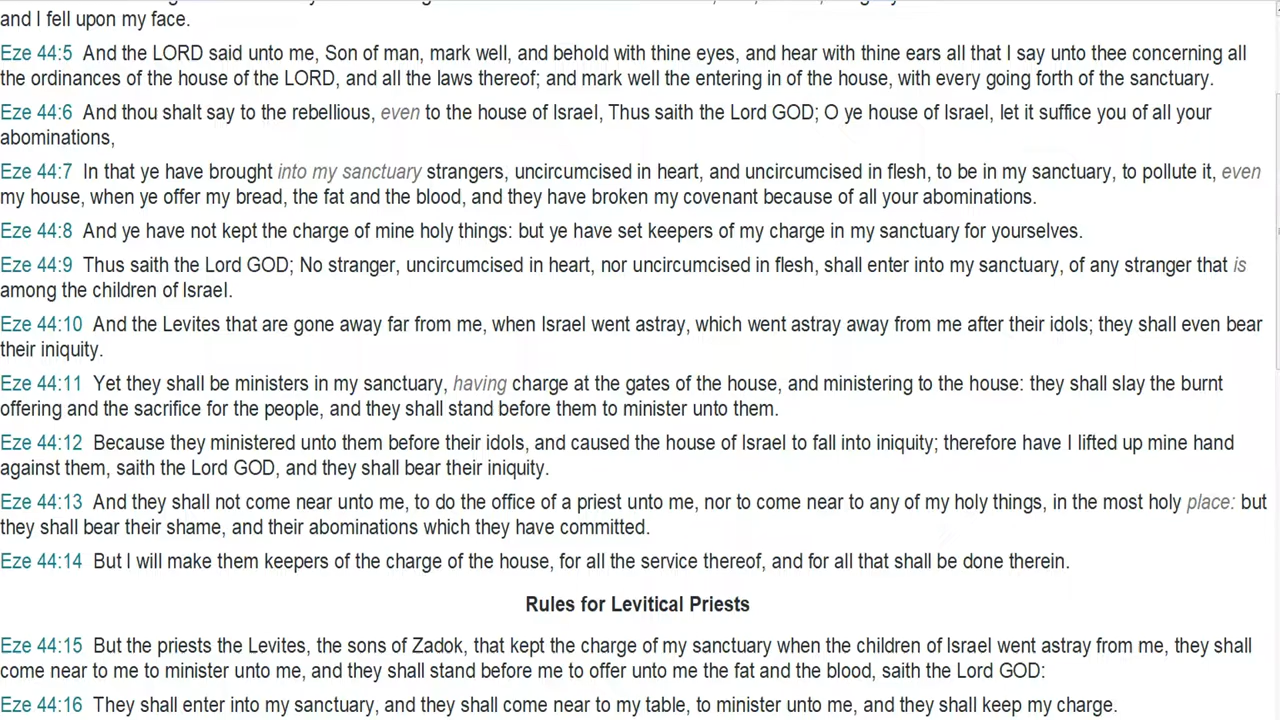 and I fell upon my face.
Eze 44:5 And the LORD said unto me, Son of man, mark well, and behold with thine eyes, and hear with thine ears all that I say unto thee concerning all
the ordinances of the house of the LORD, and all the laws thereof; and mark well the entering in of the house, with every going forth of the sanctuary.
Eze 44:6 And thou shalt say to the rebellious, even to the house of Israel, Thus saith the Lord GOD; O ye house of Israel, let it suffice you of all your
abominations,
Eze 44:7 In that ye have brought into my sanctuary strangers, uncircumcised in heart, and uncircumcised in flesh, to be in my sanctuary, to pollute it, even
my house, when ye offer my bread, the fat and the blood, and they have broken my covenant because of all your abominations.
Eze 44:8 And ye have not kept the charge of mine holy things: but ye have set keepers of my charge in my sanctuary for yourselves.
Eze 44:9 Thus saith the Lord GOD; No stranger, uncircumcised in heart, nor uncircumcised in flesh, shall enter into my sanctuary, of any stranger that is
among the children of Israel.
Eze 44:10 And the Levites that are gone away far from me, when Israel went astray, which went astray away from me after their idols; they shall even bear
their iniquity.
Eze 44:11 Yet they shall be ministers in my sanctuary, having charge at the gates of the house, and ministering to the house: they shall slay the burnt
offering and the sacrifice for the people, and they shall stand before them to minister unto them.
Eze 44:12 Because they ministered unto them before their idols, and caused the house of Israel to fall into iniquity; therefore have I lifted up mine hand
against them, saith the Lord GOD, and they shall bear their iniquity.
Eze 44:13 And they shall not come near unto me, to do the office of a priest unto me, nor to come near to any of my holy things, in the most holy place: but
they shall bear their shame, and their abominations which they have committed.
Eze 44:14 But I will make them keepers of the charge of the house, for all the service thereof, and for all that shall be done therein.
Rules for Levitical Priests
Eze 44:15 But the priests the Levites, the sons of Zadok, that kept the charge of my sanctuary when the children of Israel went astray from me, they shall
come near to me to minister unto me, and they shall stand before me to offer unto me the fat and the blood, saith the Lord GOD:
Eze 44:16 They shall enter into my sanctuary, and they shall come near to my table, to minister unto me, and they shall keep my charge.